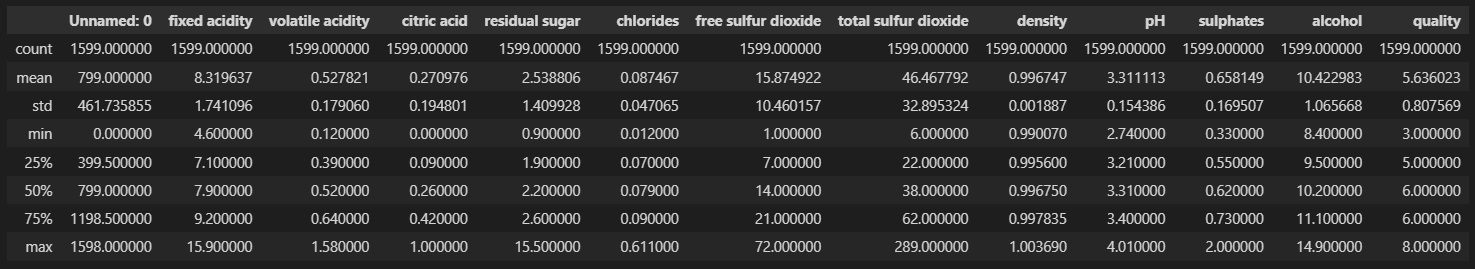 Unnamed: 0 fixed acidity volatile acidity citric acid residual sugar chlorides free sulfur dioxide total sulfur dioxide density pH sulphates alcohol quality
count 1599.000000 1599.000000 1599.000000 1599.000000 1599.000000 1599.000000 1599.000000 1599.000000 1599.000000 1599.000000 1599.000000 1599.000000 1599.000000
mean 799.000000 8.319637 0.527821 0.270976 2.538806 0.087467 15.874922 46.467792 0.996747 3.311113 0.658149 10.422983 5.636023
std 461.735855 1.741096 0.179060 0.194801 1.409928 0.047065 10.460157 32.895324 0.001887 0.154386 0.169507 1.065668 0.807569
min 0.000000 4.600000 0.120000 0.000000 0.900000 0.012000 1.000000 6.000000 0.990070 2.740000 0.330000 8.400000 3.000000
25% 399.500000 7.100000 0.390000 0.090000 1.900000 0.070000 7.000000 22.000000 0.995600 3.210000 0.550000 9.500000 5.000000
50% 799.000000 7.900000 0.520000 0.260000 2.200000 0.079000 14.000000 38.000000 0.996750 3.310000 0.620000 10.200000 6.000000
75% 1198.500000 9.200000 0.640000 0.420000 2.600000 0.090000 21.000000 62.000000 0.997835 3.400000 0.730000 11.100000 6.000000
max 1598.000000 15.900000 1.580000 1.000000 15.500000 0.611000 72.000000 289.000000 1.003690 4.010000 2.000000 14.900000 8.000000